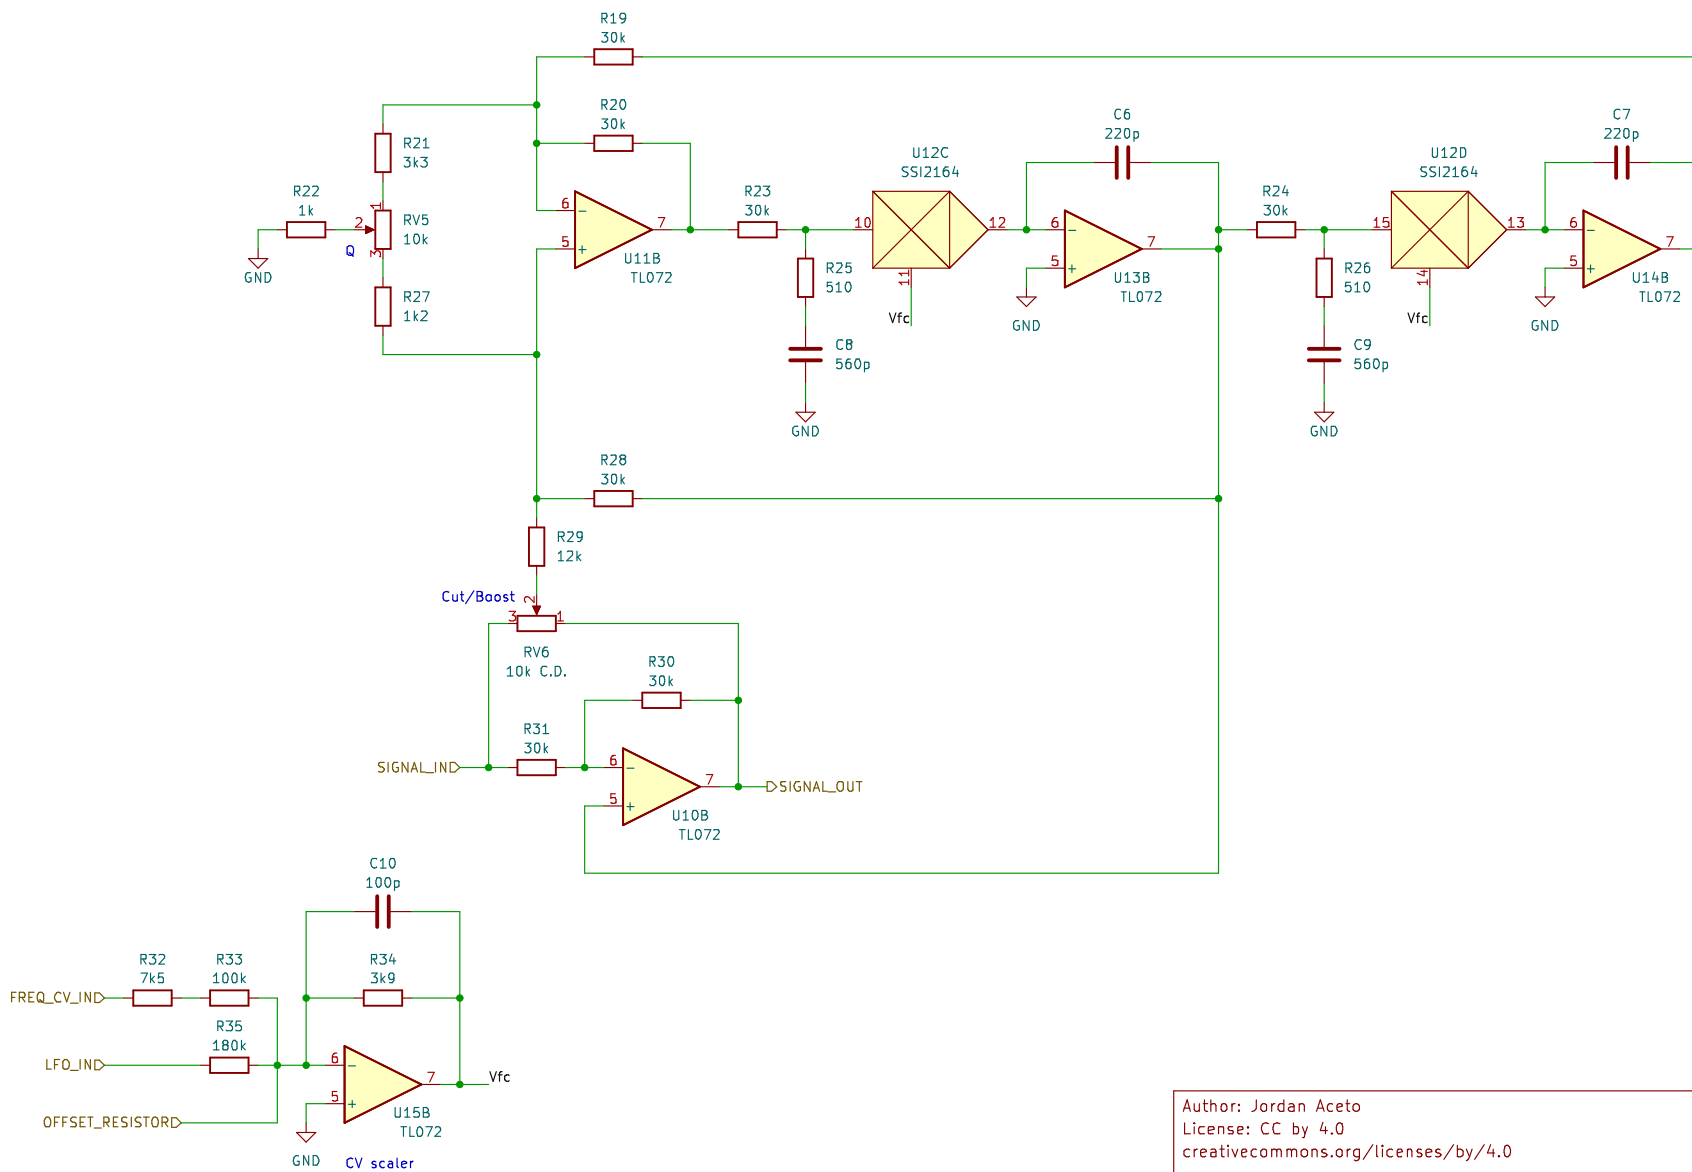 R19
30k
R20
30k
C6
220p
C7
220p
R21
3k3
U12C
SSI2164
U12D
SSI2164
R22
1k
1
2
RV5
10k
3
Q
6
5
7
U11B
TL072
R23
30k
10
12
11
6
5
7
U13B
TL072
R24
30k
15
13
14
6
5
7
U14B
TL072
GND
R27
1k2
R25
510
Vfc
GND
R26
510
Vfc
GND
C8
560p
C9
560p
GND
GND
R28
30k
R29
12k
Cut/Boost
2
3
1
RV6
10k C.D.
R30
30k
R31
30k
SIGNAL_IN
6
5
7
SIGNAL_OUT
U10B
TL072
C10
100p
R32
7k5
R33
100k
R34
3k9
FREQ_CV_IN
R35
180k
LFO_IN
6
5
7
Vfc
OFFSET_RESISTOR
U15B
TL072
GND
CV scaler
Author: Jordan Aceto
License: CC by 4.0
creativecommons.org/licenses/by/4.0